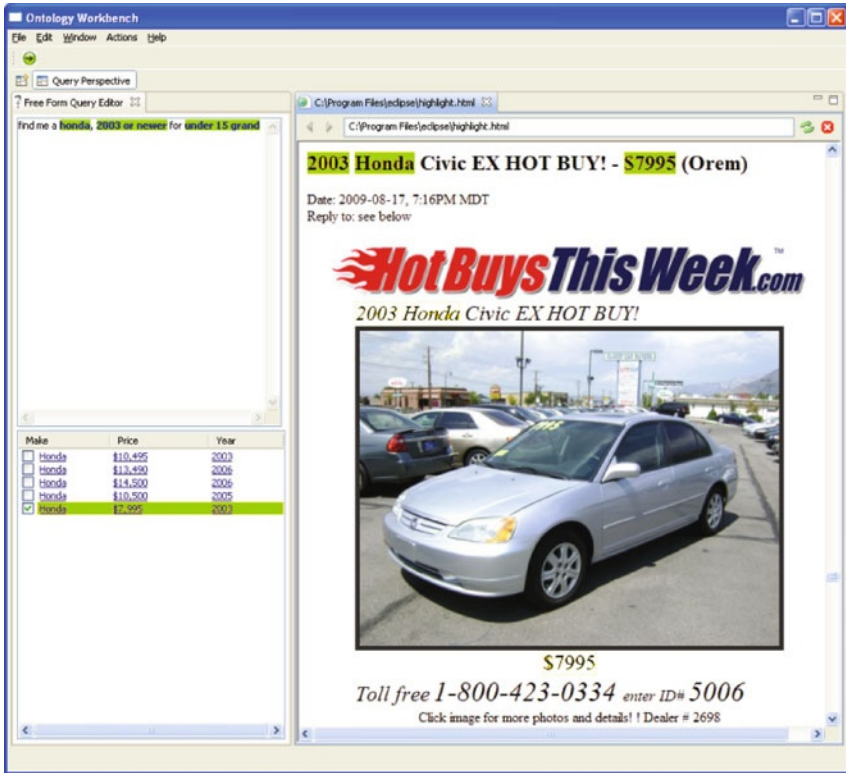 Ontology Workbench
File Edit Window Actions Help
Query Perspective
Free Form Query Editor
find me a honda, 2003 or newer for under 15 grand
Make Price Year
Honda $10,495 2003
Honda $13,490 2006
Honda $14,500 2006
Honda $10,500 2005
Honda $7,995 2003
C:\Program Files\eclipse\highlight.html
C:\Program Files\eclipse\highlight.html
2003 Honda Civic EX HOT BUY! - $7995 (Orem)
Date: 2009-08-17, 7:16PM MDT
Reply to: see below
HotBuysThisWeek.com™
2003 Honda Civic EX HOT BUY!
7995
$7995
Toll free 1-800-423-0334 enter ID# 5006
Click image for more photos and details! ! Dealer # 2698